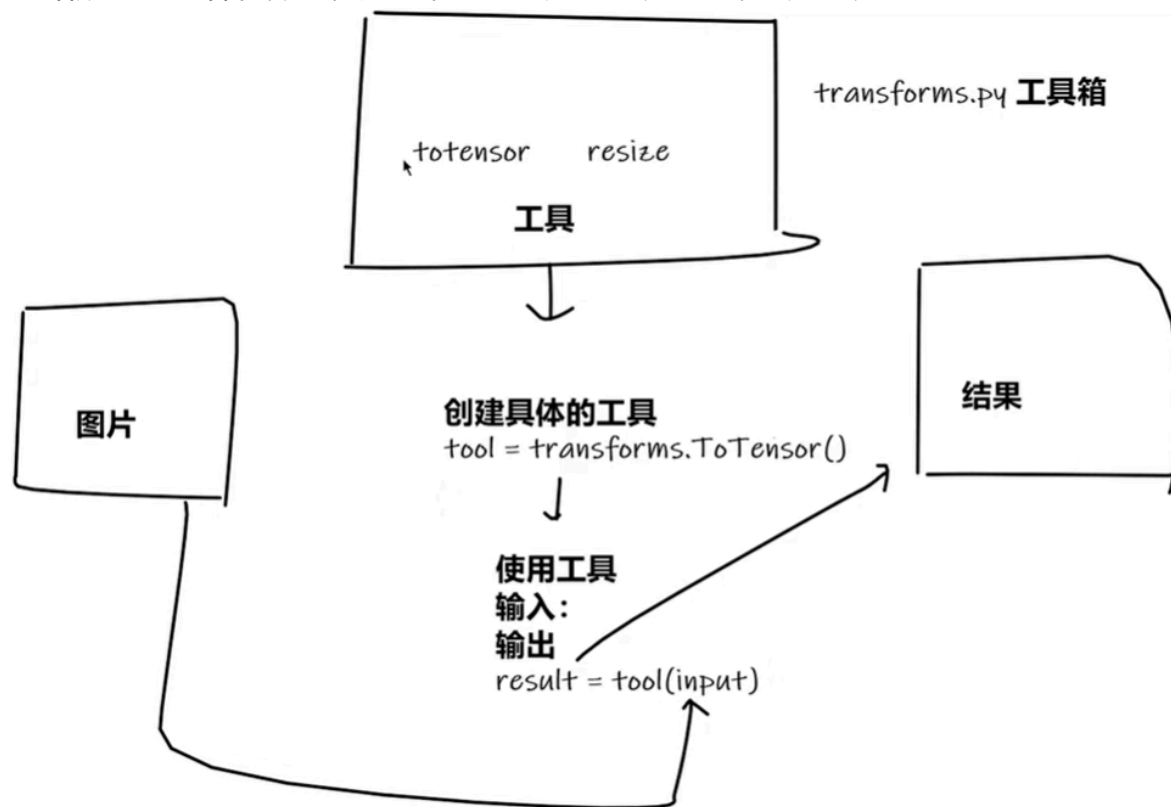 transforms.py 工具箱
totensor resize
工具
图片
创建具体的工具
tool = transforms.ToTensor()
结果
使用工具
输入：
输出
result = tool(input)